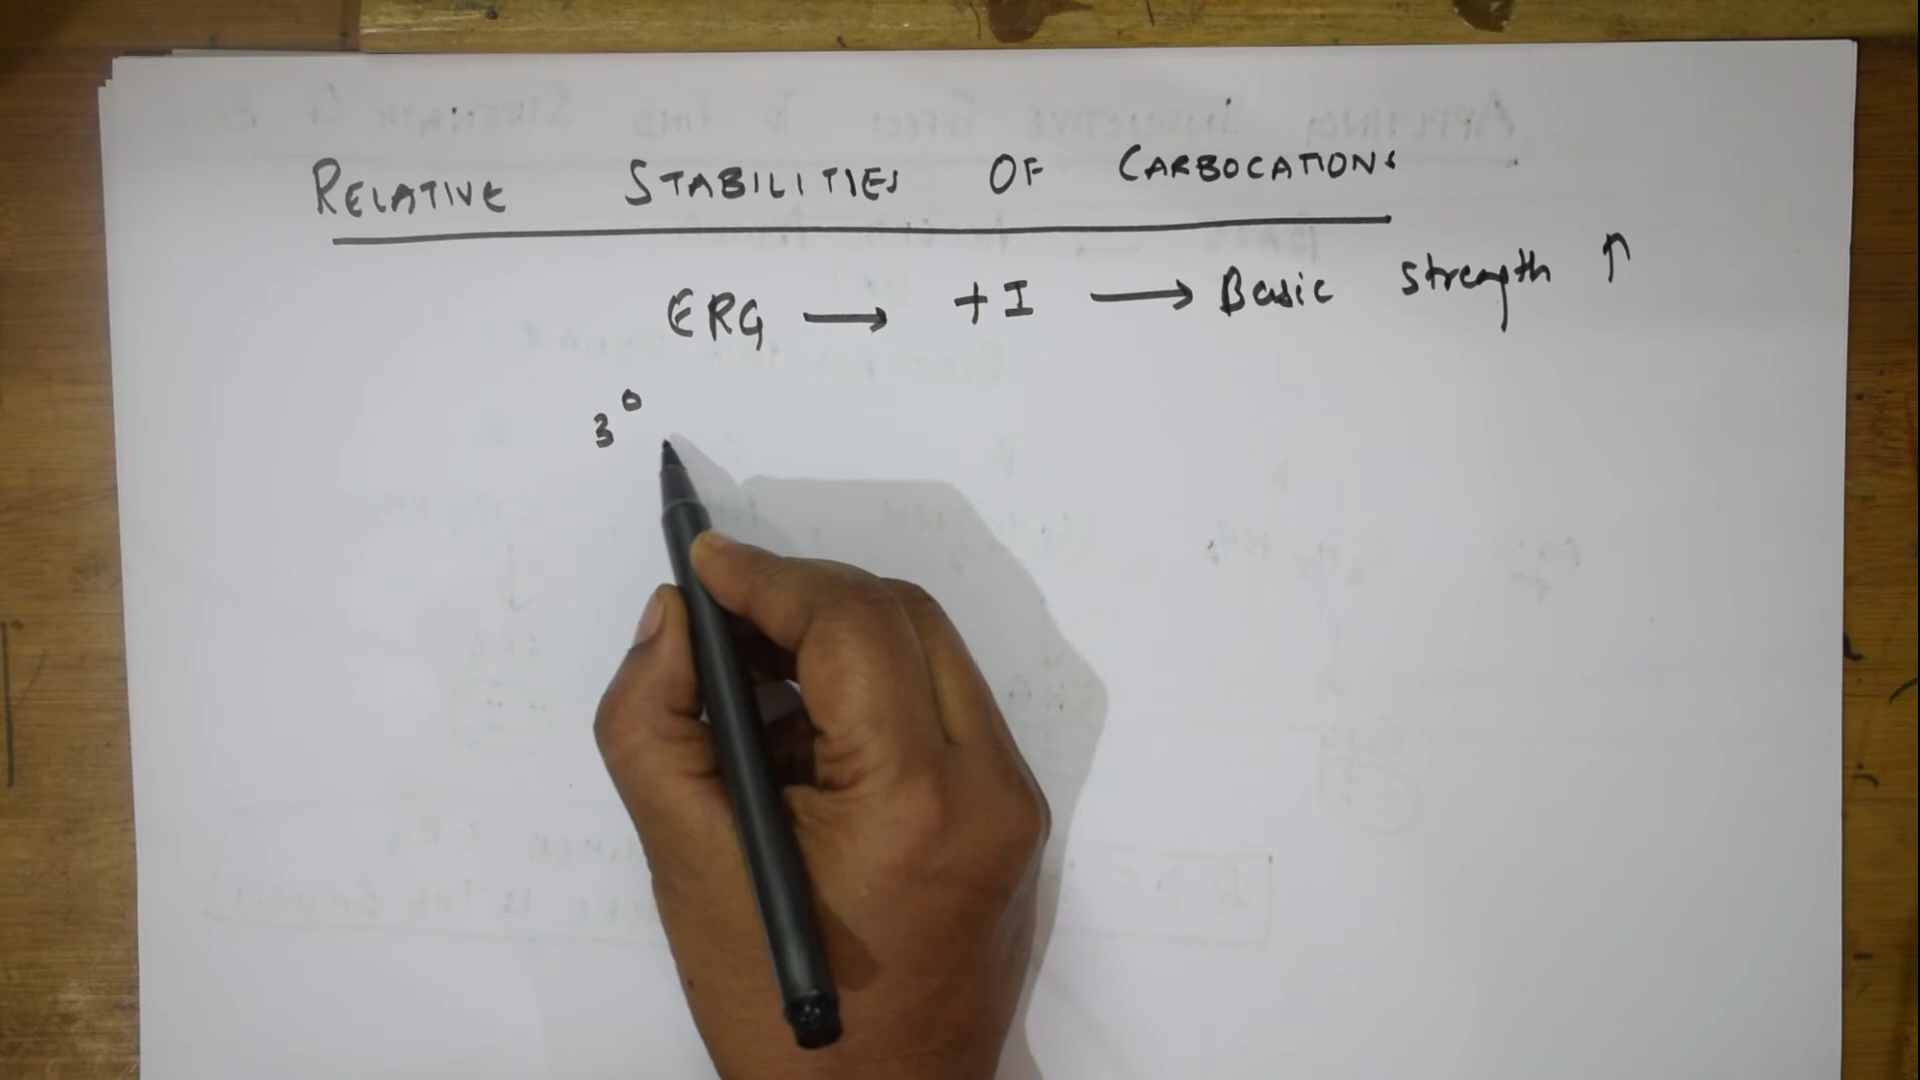 RELATIVE STABILITIES OF CARBOCATIONS
ERG → +I → Basic strength ↑
3°